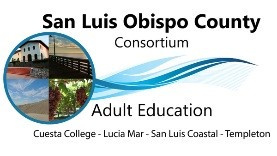 San Luis Obispo County
Consortium
Adult Education
Cuesta College - Lucia Mar - San Luis Coastal - Templeton